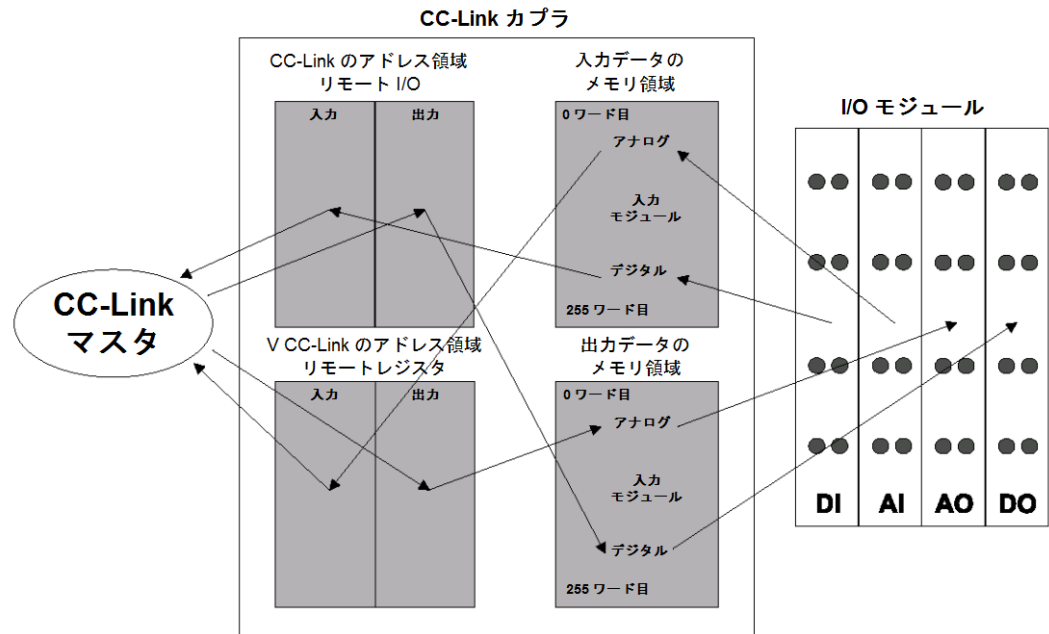 CC-Link カプラ
CC-Link のアドレス領域
リモート I/O
入力
出力
入力データの
メモリ領域
0 ワード目
アナログ
入力
モジュール
デジタル
255 ワード目
I/O モジュール
DI
AI
AO
DO
CC-Link
マスタ
V CC-Link のアドレス領域
リモートレジスタ
入力
出力
出力データの
メモリ領域
0 ワード目
アナログ
入力
モジュール
デジタル
255 ワード目